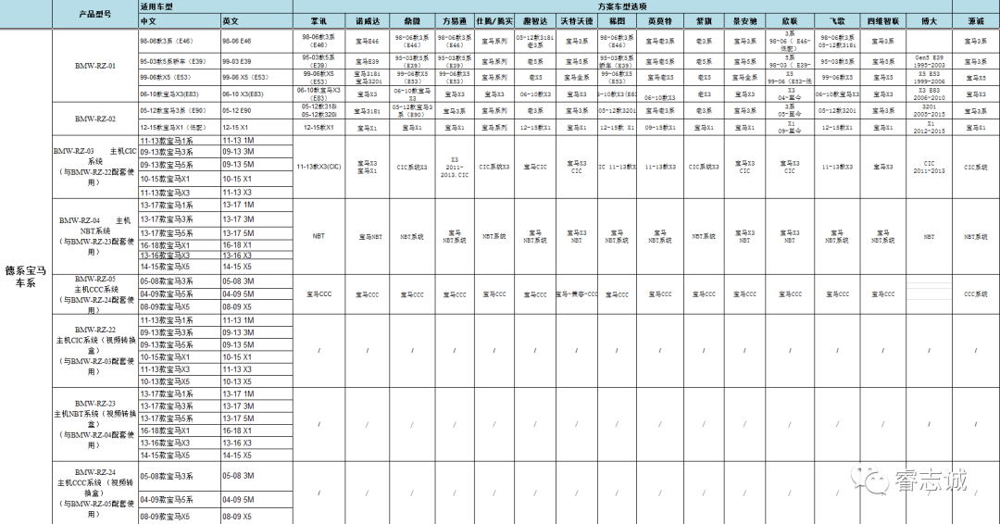 产品型号 适用车型 方案车型选项
中文 英文 掌讯 诺威达 鼎微 方易通 仕腾/腾实 趣智达 沃特沃德 稀图 英莫特 紫旗 景安驰 欣联 飞歌 四维智联 博大 源诚
德系宝马车系
BMW-RZ-01
98-06款3系（E46） 98-06 E46 98-06款3系（E46） 宝马E46 98-06款3系（E46） 98-06款3系（E46） 宝马系列 05-12款318i 老3系 宝马3系 98-06款3系（E46） 宝马老3系 老3系 宝马3系 3系 98-06（ E46-低配） 98-06款3系 05-12款318i 宝马3系 宝马3系
95-03款5系轿车（E39） 99-03 E39 95-03款5系（E39） 宝马E39 95-03款5系（E39） 95-03款5系（E39） 宝马系列 老5系 宝马5系 95-03款5系轿车（E39） 宝马老5系 老5系 宝马5系 5系 98-03（ E39- 95-03款5系 宝马5系 Gen5 E39 1995-2003 宝马5系
99-06款X5（E53） 99-06 X5（E53） 99-06款X5（E53） 宝马318i 宝马320i 99-06款X5（E53） 99-06款X5（E53） 宝马系列 老X5 宝马全系 99-06款X5（E53） 宝马老X5 老X5 宝马全系 X5 99-06（E53-低 99-06款X5 宝马X5 X5 E53 1999-2006 宝马X5
06-10款宝马X3(E83) 06-10 X3(E83) 06-10款宝马X3（E83） 宝马X3 06-10款宝马X3 宝马X3 宝马X3 06-10款X3 宝马X3 06-10款X3 老X3 宝马X3 X3 04-至今 06-10款宝马X3 宝马X3 X3 E83 2006-2010 宝马X3
BMW-RZ-02
05-12款宝马3系（E90） 05-12 E90 05-12款318i 05-12款320i 宝马318i 05-12款宝马3系（E90） 宝马3系 宝马系列 老3系 宝马3系 05-12款320i 宝马老3系 老3系 宝马3系 3系 05-至今 05-12款320i 宝马3系 320i 2005-2015 宝马3系
12-15款宝马X1（低配） 12-15 X1 12-15款X1 宝马X1 宝马X1 宝马X1 宝马系列 12-15款X1 宝马X1 12-15款X1 09-15款X1 宝马X1 宝马X1 X1 09-至今 12-15款X1 宝马X1 X1 2012-2015 宝马X1
BMW-RZ-03 主机CIC系统
（与BMW-RZ-22配套使用）
11-13款宝马1系 11-13 1M
09-13款宝马3系 09-13 3M
09-13款宝马5系 09-13 5M
10-15款宝马X1 10-15 X1
11-13款宝马X3 11-13 X3
11-13款X3(CIC) 宝马X3 宝马X1 CIC系统X3 X3 2011-2013.CIC CIC系统X3 宝马CIC 宝马X3 CIC IC 11-13款X 11-13款X3 CIC系统X3 宝马X3 CIC 宝马X3 CIC 11-13款X3 宝马X3 CIC 2011-2013 CIC系统
BMW-RZ-04 主机NBT系统
（与BMW-RZ-23配套使用）
13-17款宝马1系 13-17 1M
13-17款宝马3系 13-17 3M
13-17款宝马5系 13-17 5M
16-18款宝马X1 16-18 X1
13-16款宝马X3 13-16 X3
14-15款宝马X5 14-15 X5
NBT 宝马NBT NBT系统 宝马 NBT系统 NBT系统 宝马 NBT系统 宝马X3 NBT系统 宝马 NBT系统 宝马 NBT系统 NBT系统 宝马X3 NBT 宝马X3 NBT 宝马 NBT系统 宝马 NBT系统 NBT NBT系统
BMW-RZ-05
主机CCC系统
（与BMW-RZ-24配套使用）
05-08款宝马3系 05-08 3M
04-09款宝马5系 04-09 5M
08-09款宝马X5 08-09 X5
宝马CCC 宝马CCC 宝马CCC 宝马CCC 宝马CCC 宝马CCC 宝马-兼容-CCC 宝马CCC 宝马CCC 宝马CCC 宝马CCC 宝马CCC 宝马CCC 宝马CCC CCC系统
BMW-RZ-22
主机CIC系统（视频转换盒）
（与BMW-RZ-03配套使用）
11-13款宝马1系 11-13 1M
09-13款宝马3系 09-13 3M
09-13款宝马5系 09-13 5M
10-15款宝马X1 10-15 X1
11-13款宝马X3 11-13 X3
10-13款宝马X5 10-13 X5
/ / / / / / / / / / / / / / / /
BMW-RZ-23
主机NBT系统（视频转换盒）
（与BMW-RZ-04配套使用）
13-17款宝马1系 13-17 1M
13-17款宝马3系 13-17 3M
13-17款宝马5系 13-17 5M
16-18款宝马X1 16-18 X1
13-16款宝马X3 13-16 X3
14-15款宝马X5 14-15 X5
/ / / / / / / / / / / / / / / /
BMW-RZ-24
主机CCC系统（视频转换盒）
（与BMW-RZ-05配套使用）
05-08款宝马3系 05-08 3M
04-09款宝马5系 04-09 5M
08-09款宝马X5 08-09 X5
/ / / / / / / / / / / / / / / /
睿志诚